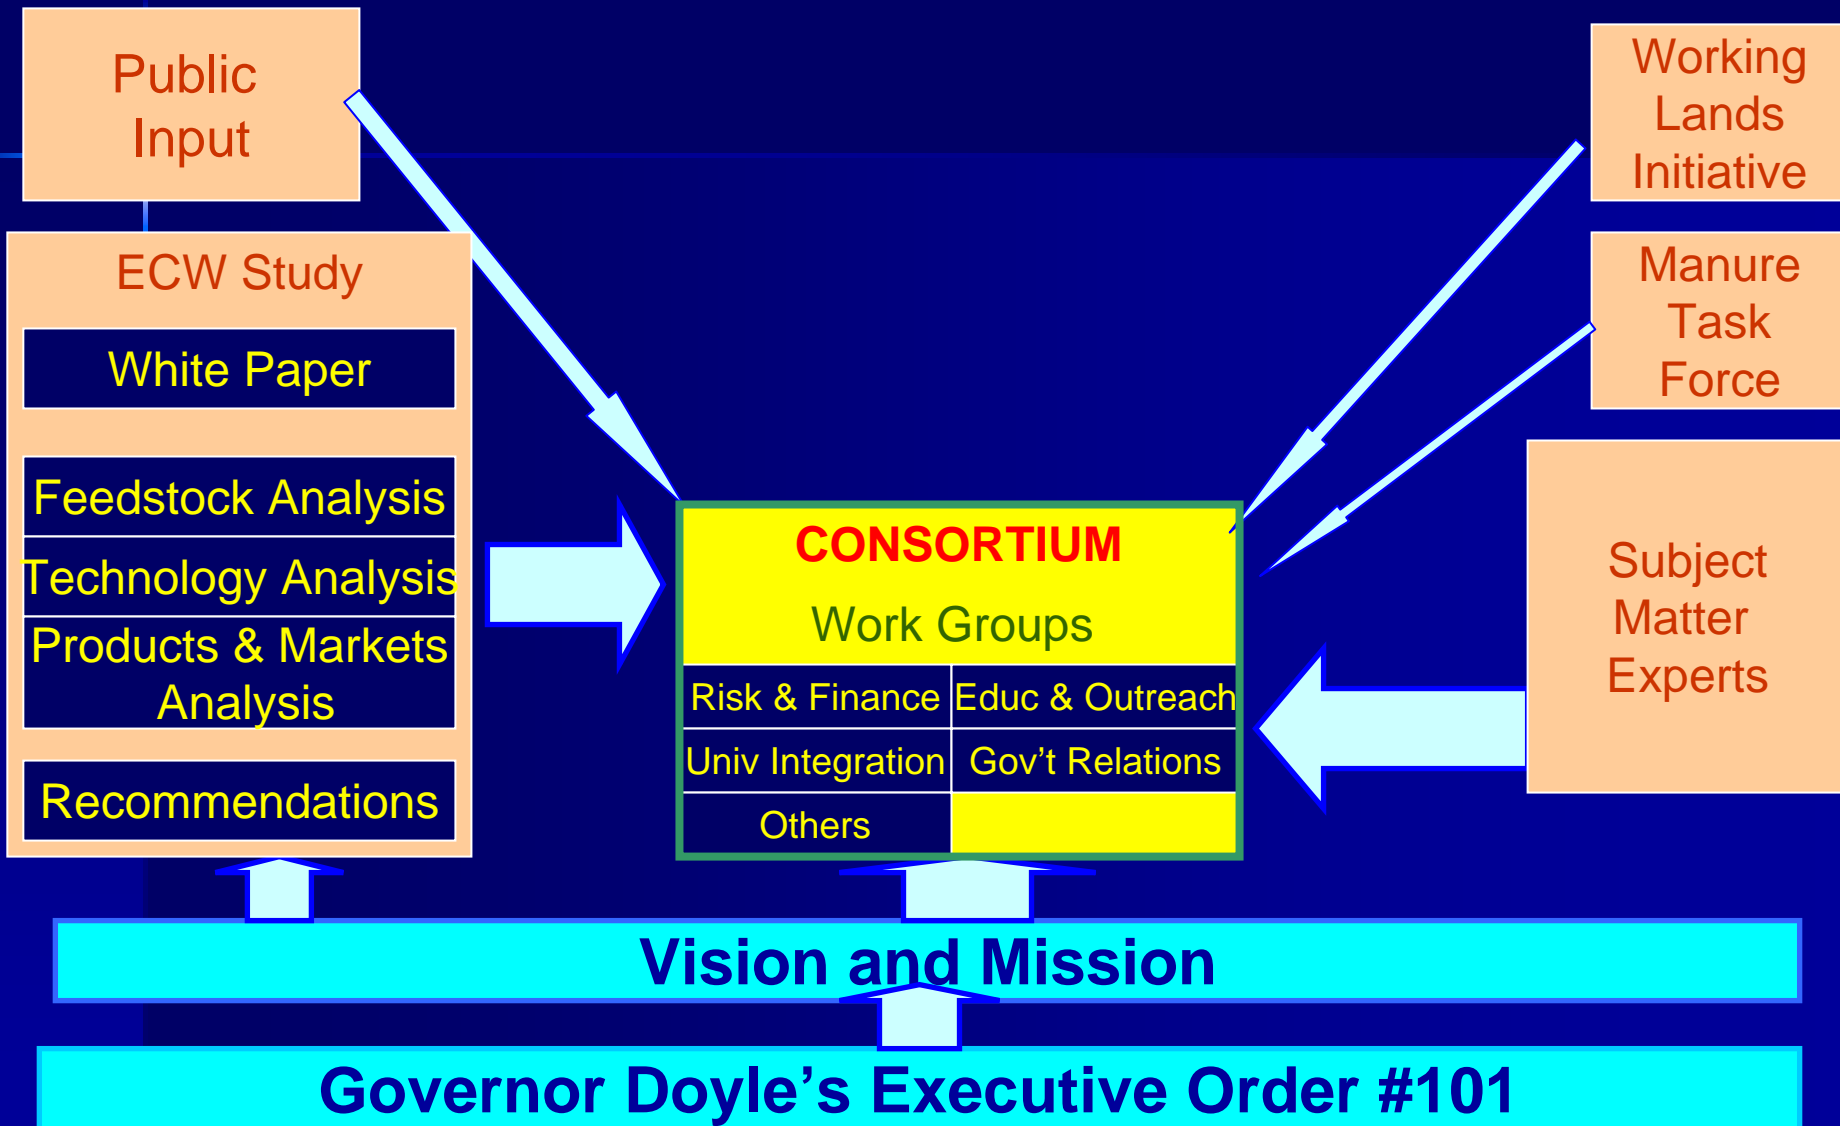 Public
Input
ECW Study
White Paper
Feedstock Analysis
Technology Analysis
Products & Markets
Analysis
Recommendations
CONSORTIUM
Work Groups
Risk & Finance
Educ & Outreach
Univ Integration
Gov’t Relations
Others
Working
Lands
Initiative
Manure
Task
Force
Subject
Matter
Experts
Vision and Mission
Governor Doyle’s Executive Order #101